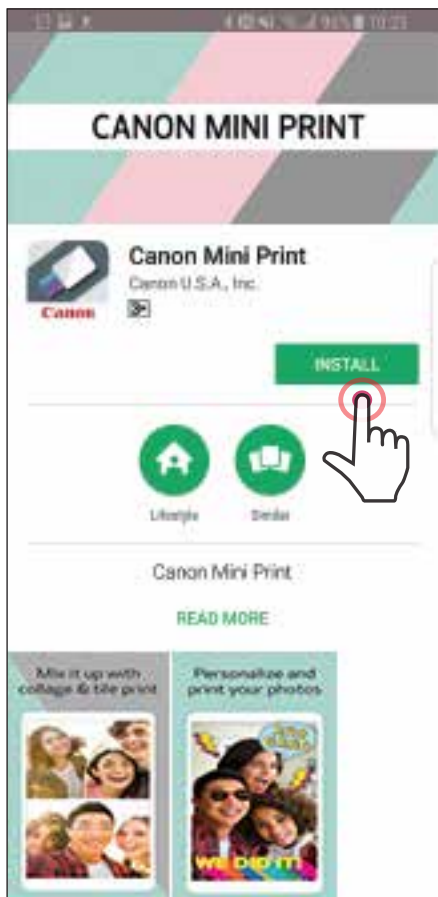 CANON MINI PRINT
Canon Mini Print
Canon U.S.A., Inc.
Canon
3+
INSTALL
Lifestyle
Similar
Canon Mini Print
READ MORE
Mix it up with
collage & tile print
Personalize and
print your photos
WE DID IT!